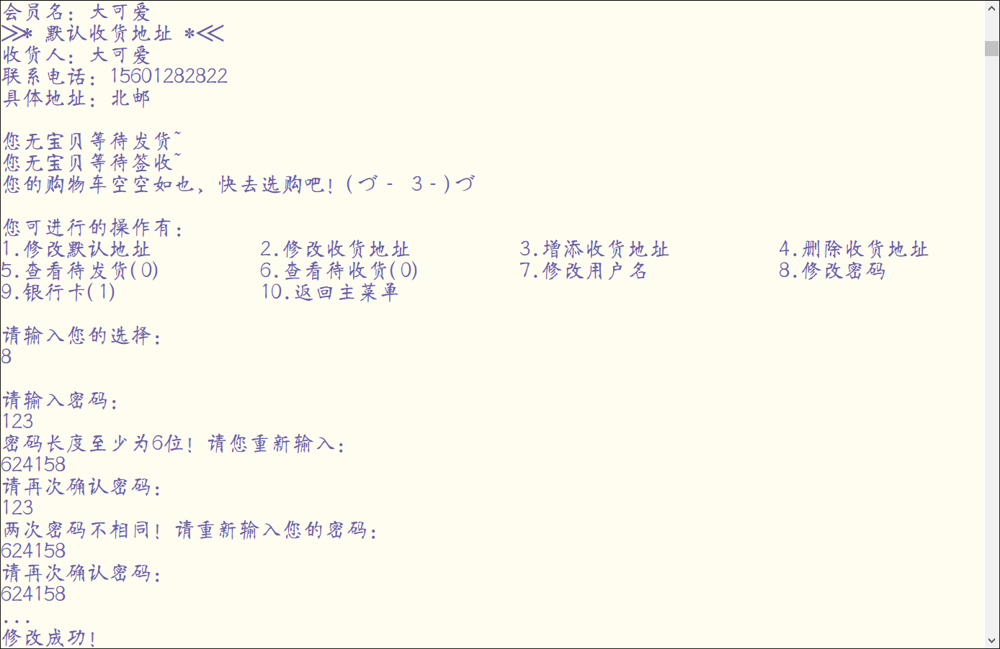 会员名：大可爱
>>* 默认收货地址 *<<
收货人：大可爱
联系电话：15601282822
具体地址：北邮
您无宝贝等待发货~
您无宝贝等待签收~
您的购物车空空如也，快去选购吧！(づ - 3 -)づ
您可进行的操作有：
1.修改默认地址 2.修改收货地址 3.增添收货地址 4.删除收货地址
5.查看待发货(0) 6.查看待收货(0) 7.修改用户名 8.修改密码
9.银行卡(1) 10.返回主菜单
请输入您的选择：
8
请输入密码：
123
密码长度至少为6位！请您重新输入：
624158
请再次确认密码：
123
两次密码不相同！请重新输入您的密码：
624158
请再次确认密码：
624158
...
修改成功！